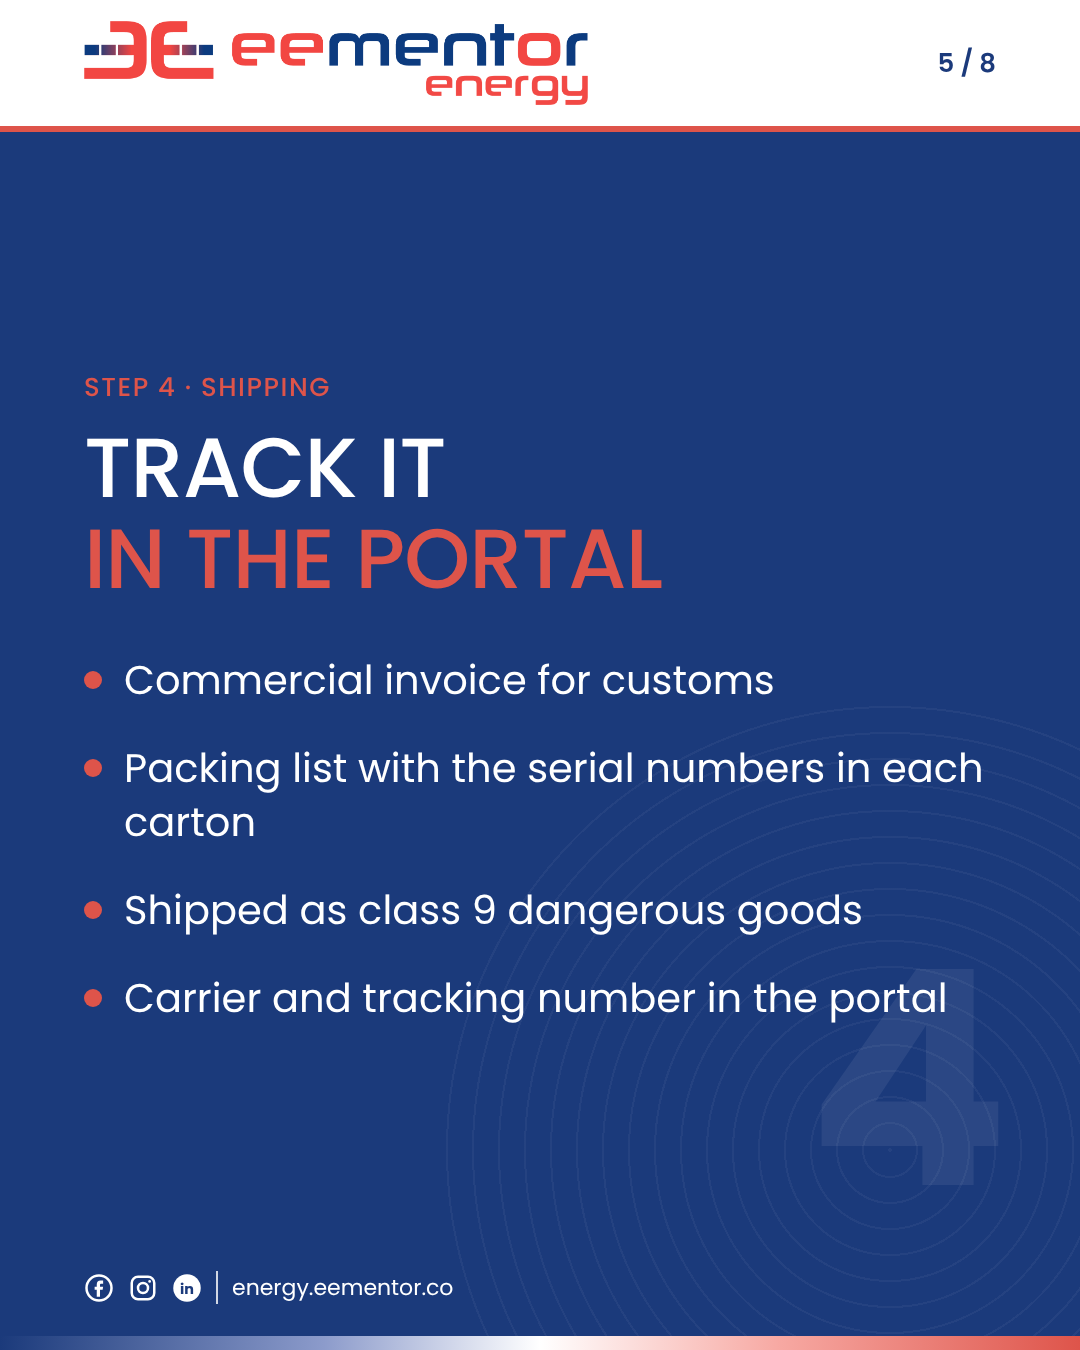 eementor
energy
5 / 8
STEP 4 · SHIPPING
TRACK IT
IN THE PORTAL
Commercial invoice for customs
Packing list with the serial numbers in each
carton
Shipped as class 9 dangerous goods
Carrier and tracking number in the portal
4
energy.eementor.co